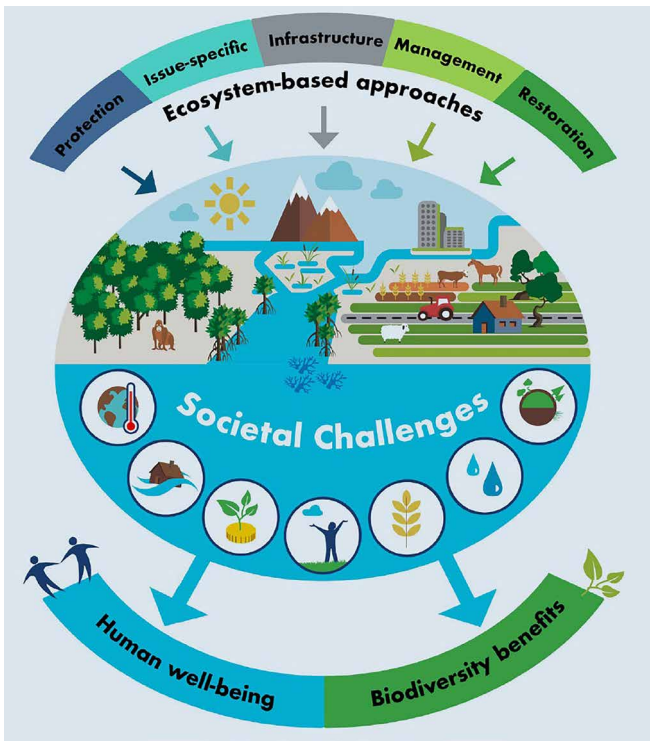 Protection
Issue-specific
Infrastructure
Management
Restoration
Ecosystem-based approaches
Societal Challenges
Human well-being
Biodiversity benefits